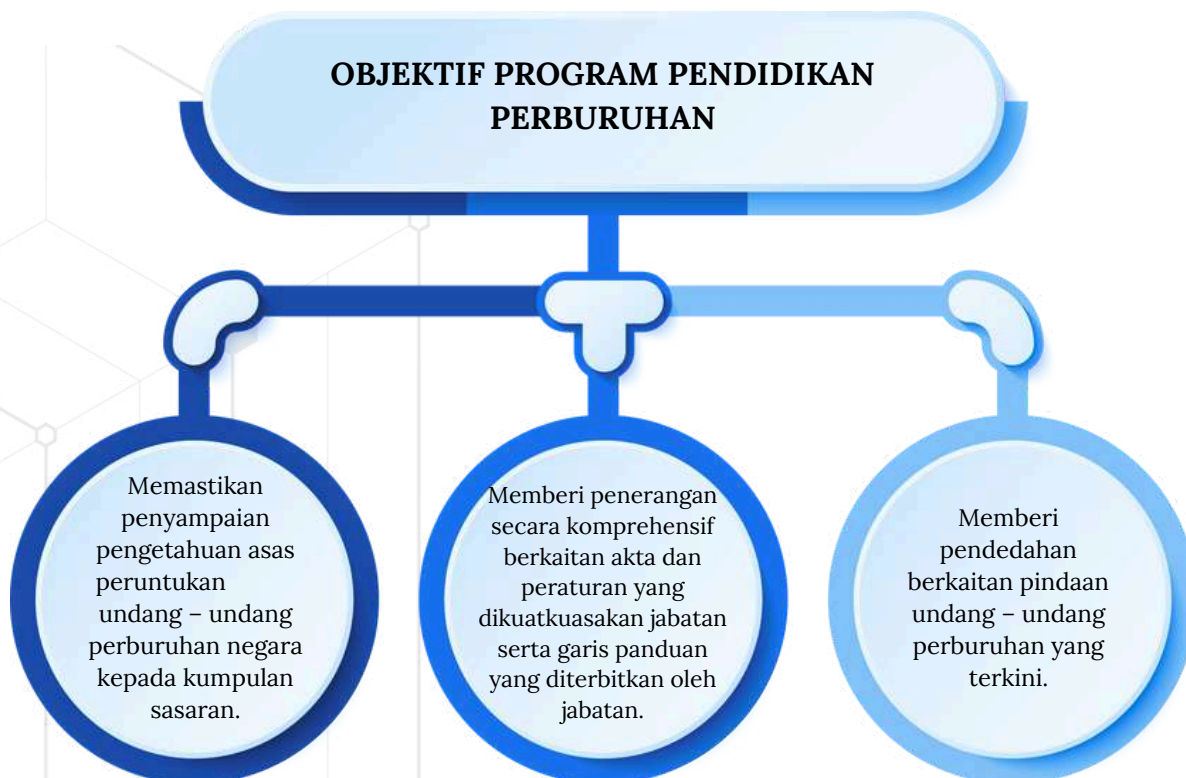 OBJEKTIF PROGRAM PENDIDIKAN
PERBURUHAN
Memastikan
penyampaian
pengetahuan asas
peruntukan
undang – undang
perburuhan negara
kepada kumpulan
sasaran.
Memberi penerangan
secara komprehensif
berkaitan akta dan
peraturan yang
dikuatkuasakan jabatan
serta garis panduan
yang diterbitkan oleh
jabatan.
Memberi
pendedahan
berkaitan pindaan
undang – undang
perburuhan yang
terkini.